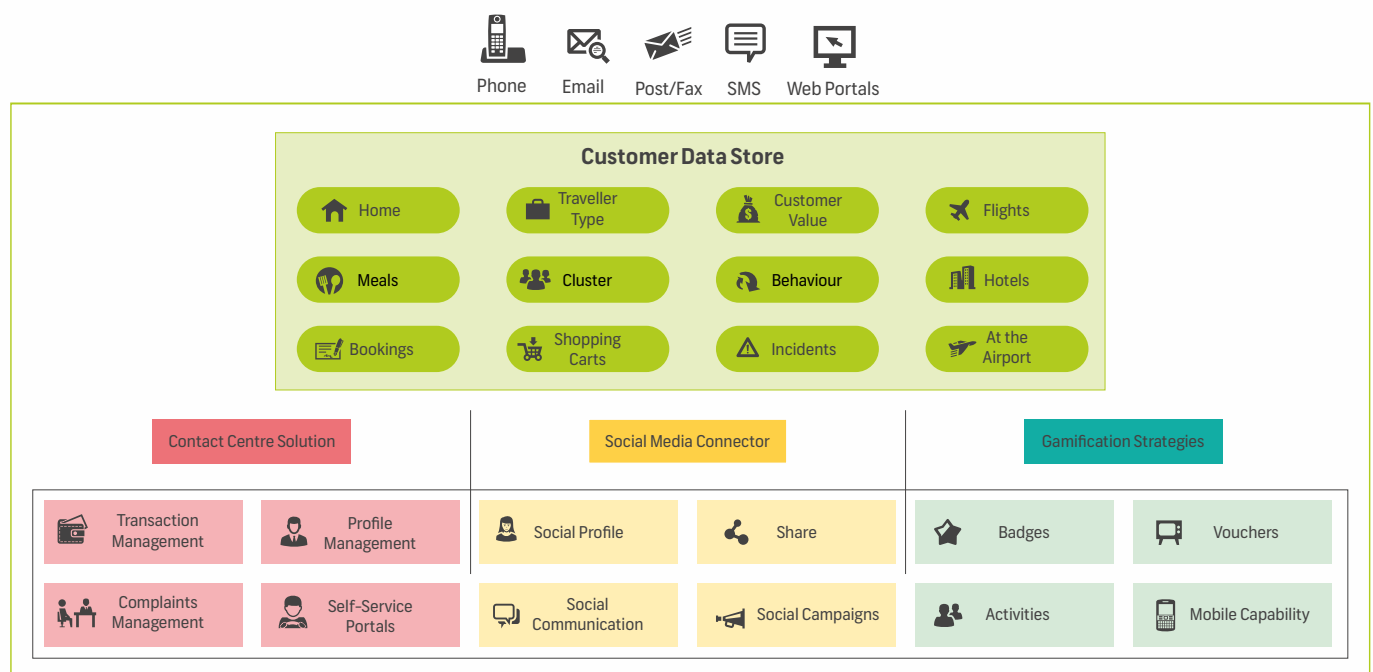 Phone
Email
Post/Fax
SMS
Web Portals
Customer Data Store
Home
Traveller
Type
Customer
Value
Flights
Meals
Cluster
Behaviour
Hotels
Bookings
Shopping
Carts
Incidents
At the
Airport
Contact Centre Solution
Social Media Connector
Gamification Strategies
Transaction
Management
Profile
Management
Social Profile
Share
Badges
Vouchers
Complaints
Management
Self-Service
Portals
Social
Communication
Social Campaigns
Activities
Mobile Capability